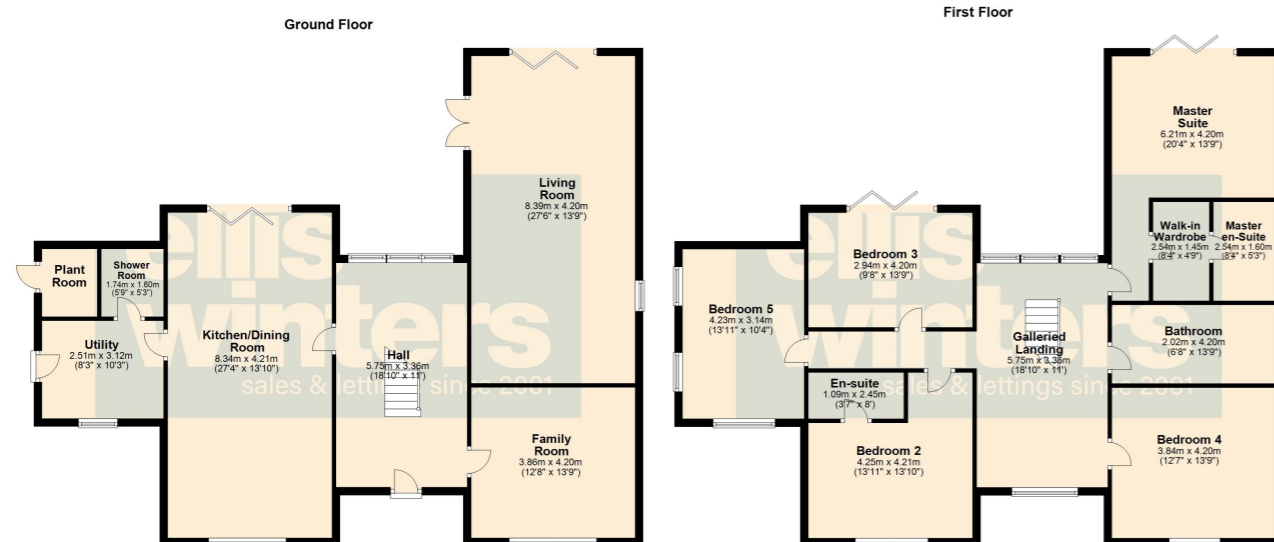 Ground Floor
Living
Room
8.39m x 4.20m
(27'6" x 13'9")
Plant
Room
Shower
Room
1.74m x 1.60m
(5'9" x 5'3")
Utility
2.51m x 3.12m
(8'3" x 10'3")
Kitchen/Dining
Room
8.34m x 4.21m
(27'4" x 13'10")
Hall
5.75m x 3.36m
(18'10" x 11')
Family
Room
3.86m x 4.20m
(12'8" x 13'9")
ellis
winters
sales & lettings since 2001
First Floor
Master
Suite
6.21m x 4.20m
(20'4" x 13'9")
Walk-in
Wardrobe
2.54m x 1.45m
(8'4" x 4'9")
Master
en-Suite
2.54m x 1.60m
(8'4" x 5'3")
Bedroom 3
2.94m x 4.20m
(9'8" x 13'9")
Bedroom 5
4.23m x 3.14m
(13'11" x 10'4")
Galleried
Landing
5.75m x 3.36m
(18'10" x 11')
Bathroom
2.02m x 4.20m
(6'8" x 13'9")
En-suite
1.09m x 2.45m
(3'7" x 8')
Bedroom 2
4.25m x 4.21m
(13'11" x 13'10")
Bedroom 4
3.84m x 4.20m
(12'7" x 13'9")
ellis
winters
sales & lettings since 2001